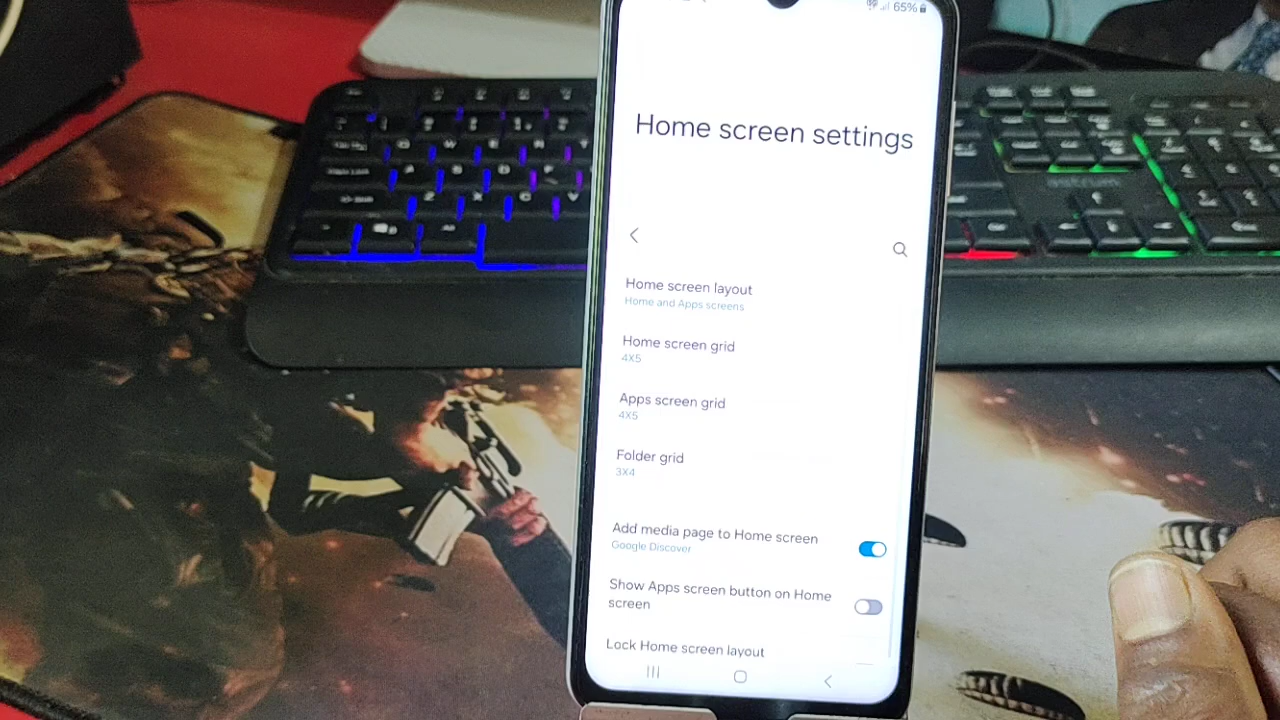 65%
Home screen settings
Home screen layout
Home and Apps screens
Home screen grid
4X5
Apps screen grid
4X5
Folder grid
3X4
Add media page to Home screen
Google Discover
Show Apps screen button on Home
screen
Lock Home screen layout